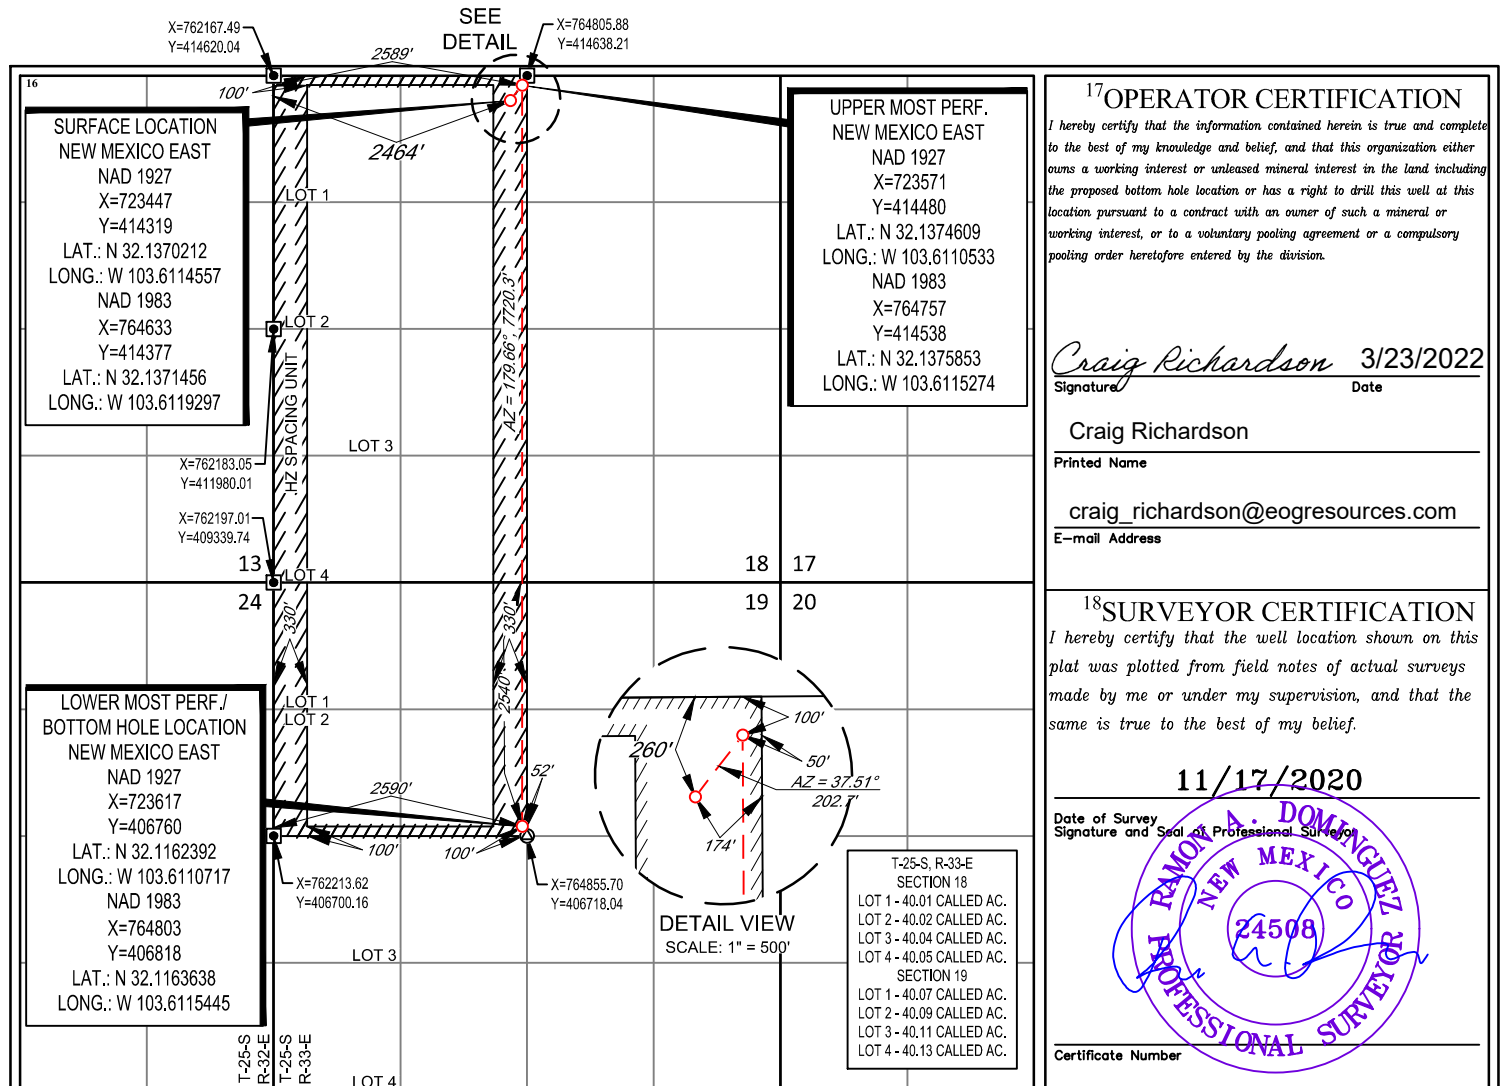 X=762167.49
Y=414620.04
SEE
DETAIL
X=764805.88
Y=414638.21
16
2589'
100'
2464'
SURFACE LOCATION
NEW MEXICO EAST
NAD 1927
X=723447
Y=414319
LAT.: N 32.1370212
LONG.: W 103.6114557
NAD 1983
X=764633
Y=414377
LAT.: N 32.1371456
LONG.: W 103.6119297
UPPER MOST PERF.
NEW MEXICO EAST
NAD 1927
X=723571
Y=414480
LAT.: N 32.1374609
LONG.: W 103.6110533
NAD 1983
X=764757
Y=414538
LAT.: N 32.1375853
LONG.: W 103.6115274
LOT 1
LOT 2
HZ SPACING UNIT
AZ = 179.66°, 7720.3'
LOT 3
X=762183.05
Y=411980.01
X=762197.01
Y=409339.74
13
LOT 4
18
17
24
19
20
330'
330'
2540'
LOT 1
LOT 2
LOWER MOST PERF./
BOTTOM HOLE LOCATION
NEW MEXICO EAST
NAD 1927
X=723617
Y=406760
LAT.: N 32.1162392
LONG.: W 103.6110717
NAD 1983
X=764803
Y=406818
LAT.: N 32.1163638
LONG.: W 103.6115445
2590'
52'
100'
100'
X=762213.62
Y=406700.16
X=764855.70
Y=406718.04
100'
260'
50'
AZ = 37.51°
202.7'
174'
DETAIL VIEW
SCALE: 1" = 500'
LOT 3
LOT 4
T-25-S
R-32-E
T-25-S
R-33-E
T-25-S, R-33-E
SECTION 18
LOT 1 - 40.01 CALLED AC.
LOT 2 - 40.02 CALLED AC.
LOT 3 - 40.04 CALLED AC.
LOT 4 - 40.05 CALLED AC.
SECTION 19
LOT 1 - 40.07 CALLED AC.
LOT 2 - 40.09 CALLED AC.
LOT 3 - 40.11 CALLED AC.
LOT 4 - 40.13 CALLED AC.
17OPERATOR CERTIFICATION
I hereby certify that the information contained herein is true and complete
to the best of my knowledge and belief, and that this organization either
owns a working interest or unleased mineral interest in the land including
the proposed bottom hole location or has a right to drill this well at this
location pursuant to a contract with an owner of such a mineral or
working interest, or to a voluntary pooling agreement or a compulsory
pooling order heretofore entered by the division.
Craig Richardson 3/23/2022
Signature Date
Craig Richardson
Printed Name
craig_richardson@eogresources.com
E-mail Address
18SURVEYOR CERTIFICATION
I hereby certify that the well location shown on this
plat was plotted from field notes of actual surveys
made by me or under my supervision, and that the
same is true to the best of my belief.
11/17/2020
Date of Survey
Signature and Seal of Professional Surveyor
RAMON A. DOMINGUEZ
NEW MEXICO
24508
PROFESSIONAL SURVEYOR
Certificate Number